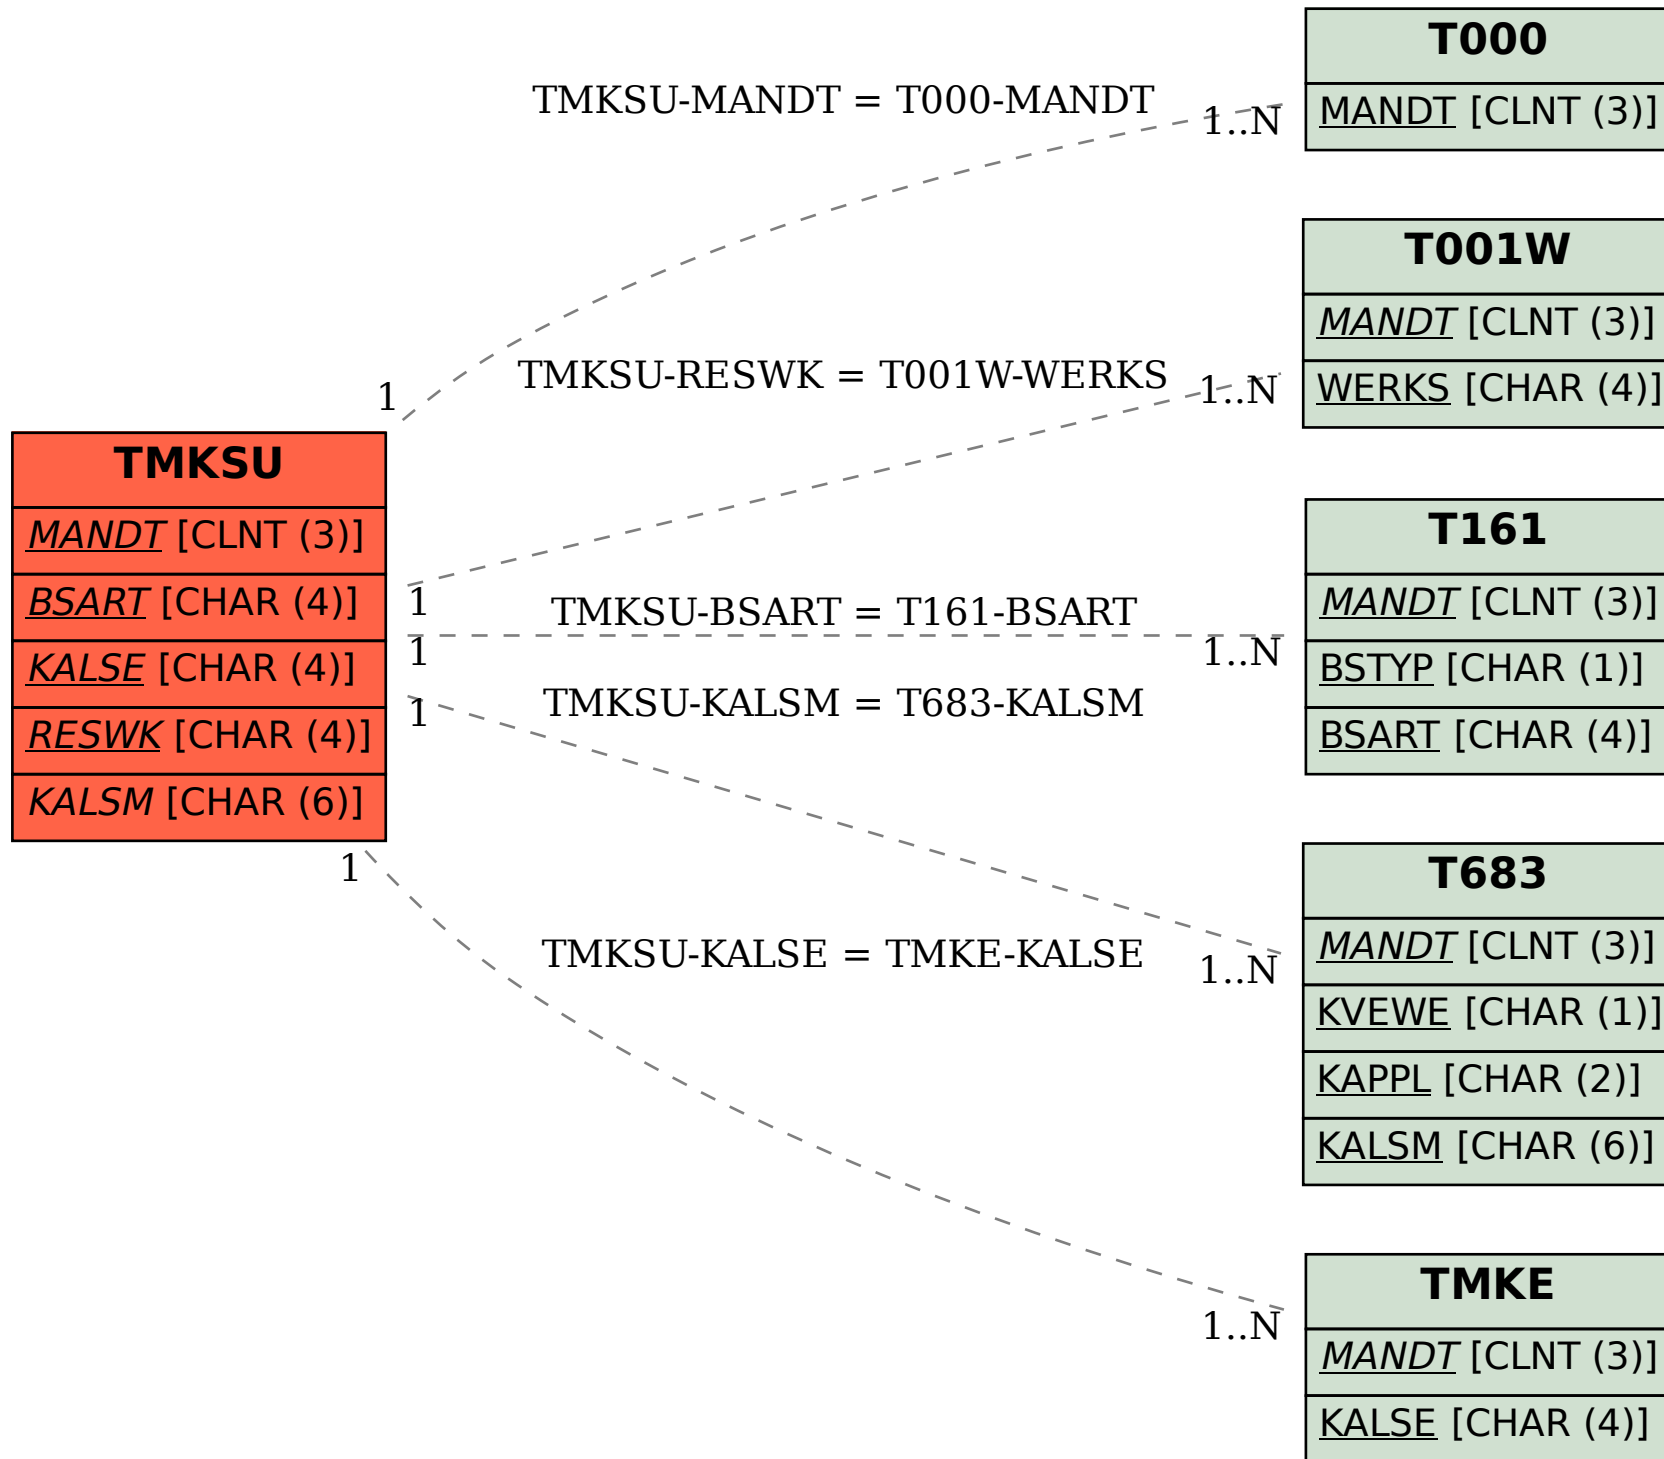 TMKSU
MANDT [CLNT (3)]
BSART [CHAR (4)]
KALSE [CHAR (4)]
RESWK [CHAR (4)]
KALSM [CHAR (6)]
TMKSU-MANDT = T000-MANDT
1
1..N
TMKSU-RESWK = T001W-WERKS
1
1..N
TMKSU-BSART = T161-BSART
1
1..N
TMKSU-KALSM = T683-KALSM
1
1..N
TMKSU-KALSE = TMKE-KALSE
1
1..N
T000
MANDT [CLNT (3)]
T001W
MANDT [CLNT (3)]
WERKS [CHAR (4)]
T161
MANDT [CLNT (3)]
BSTYP [CHAR (1)]
BSART [CHAR (4)]
T683
MANDT [CLNT (3)]
KVEWE [CHAR (1)]
KAPPL [CHAR (2)]
KALSM [CHAR (6)]
TMKE
MANDT [CLNT (3)]
KALSE [CHAR (4)]